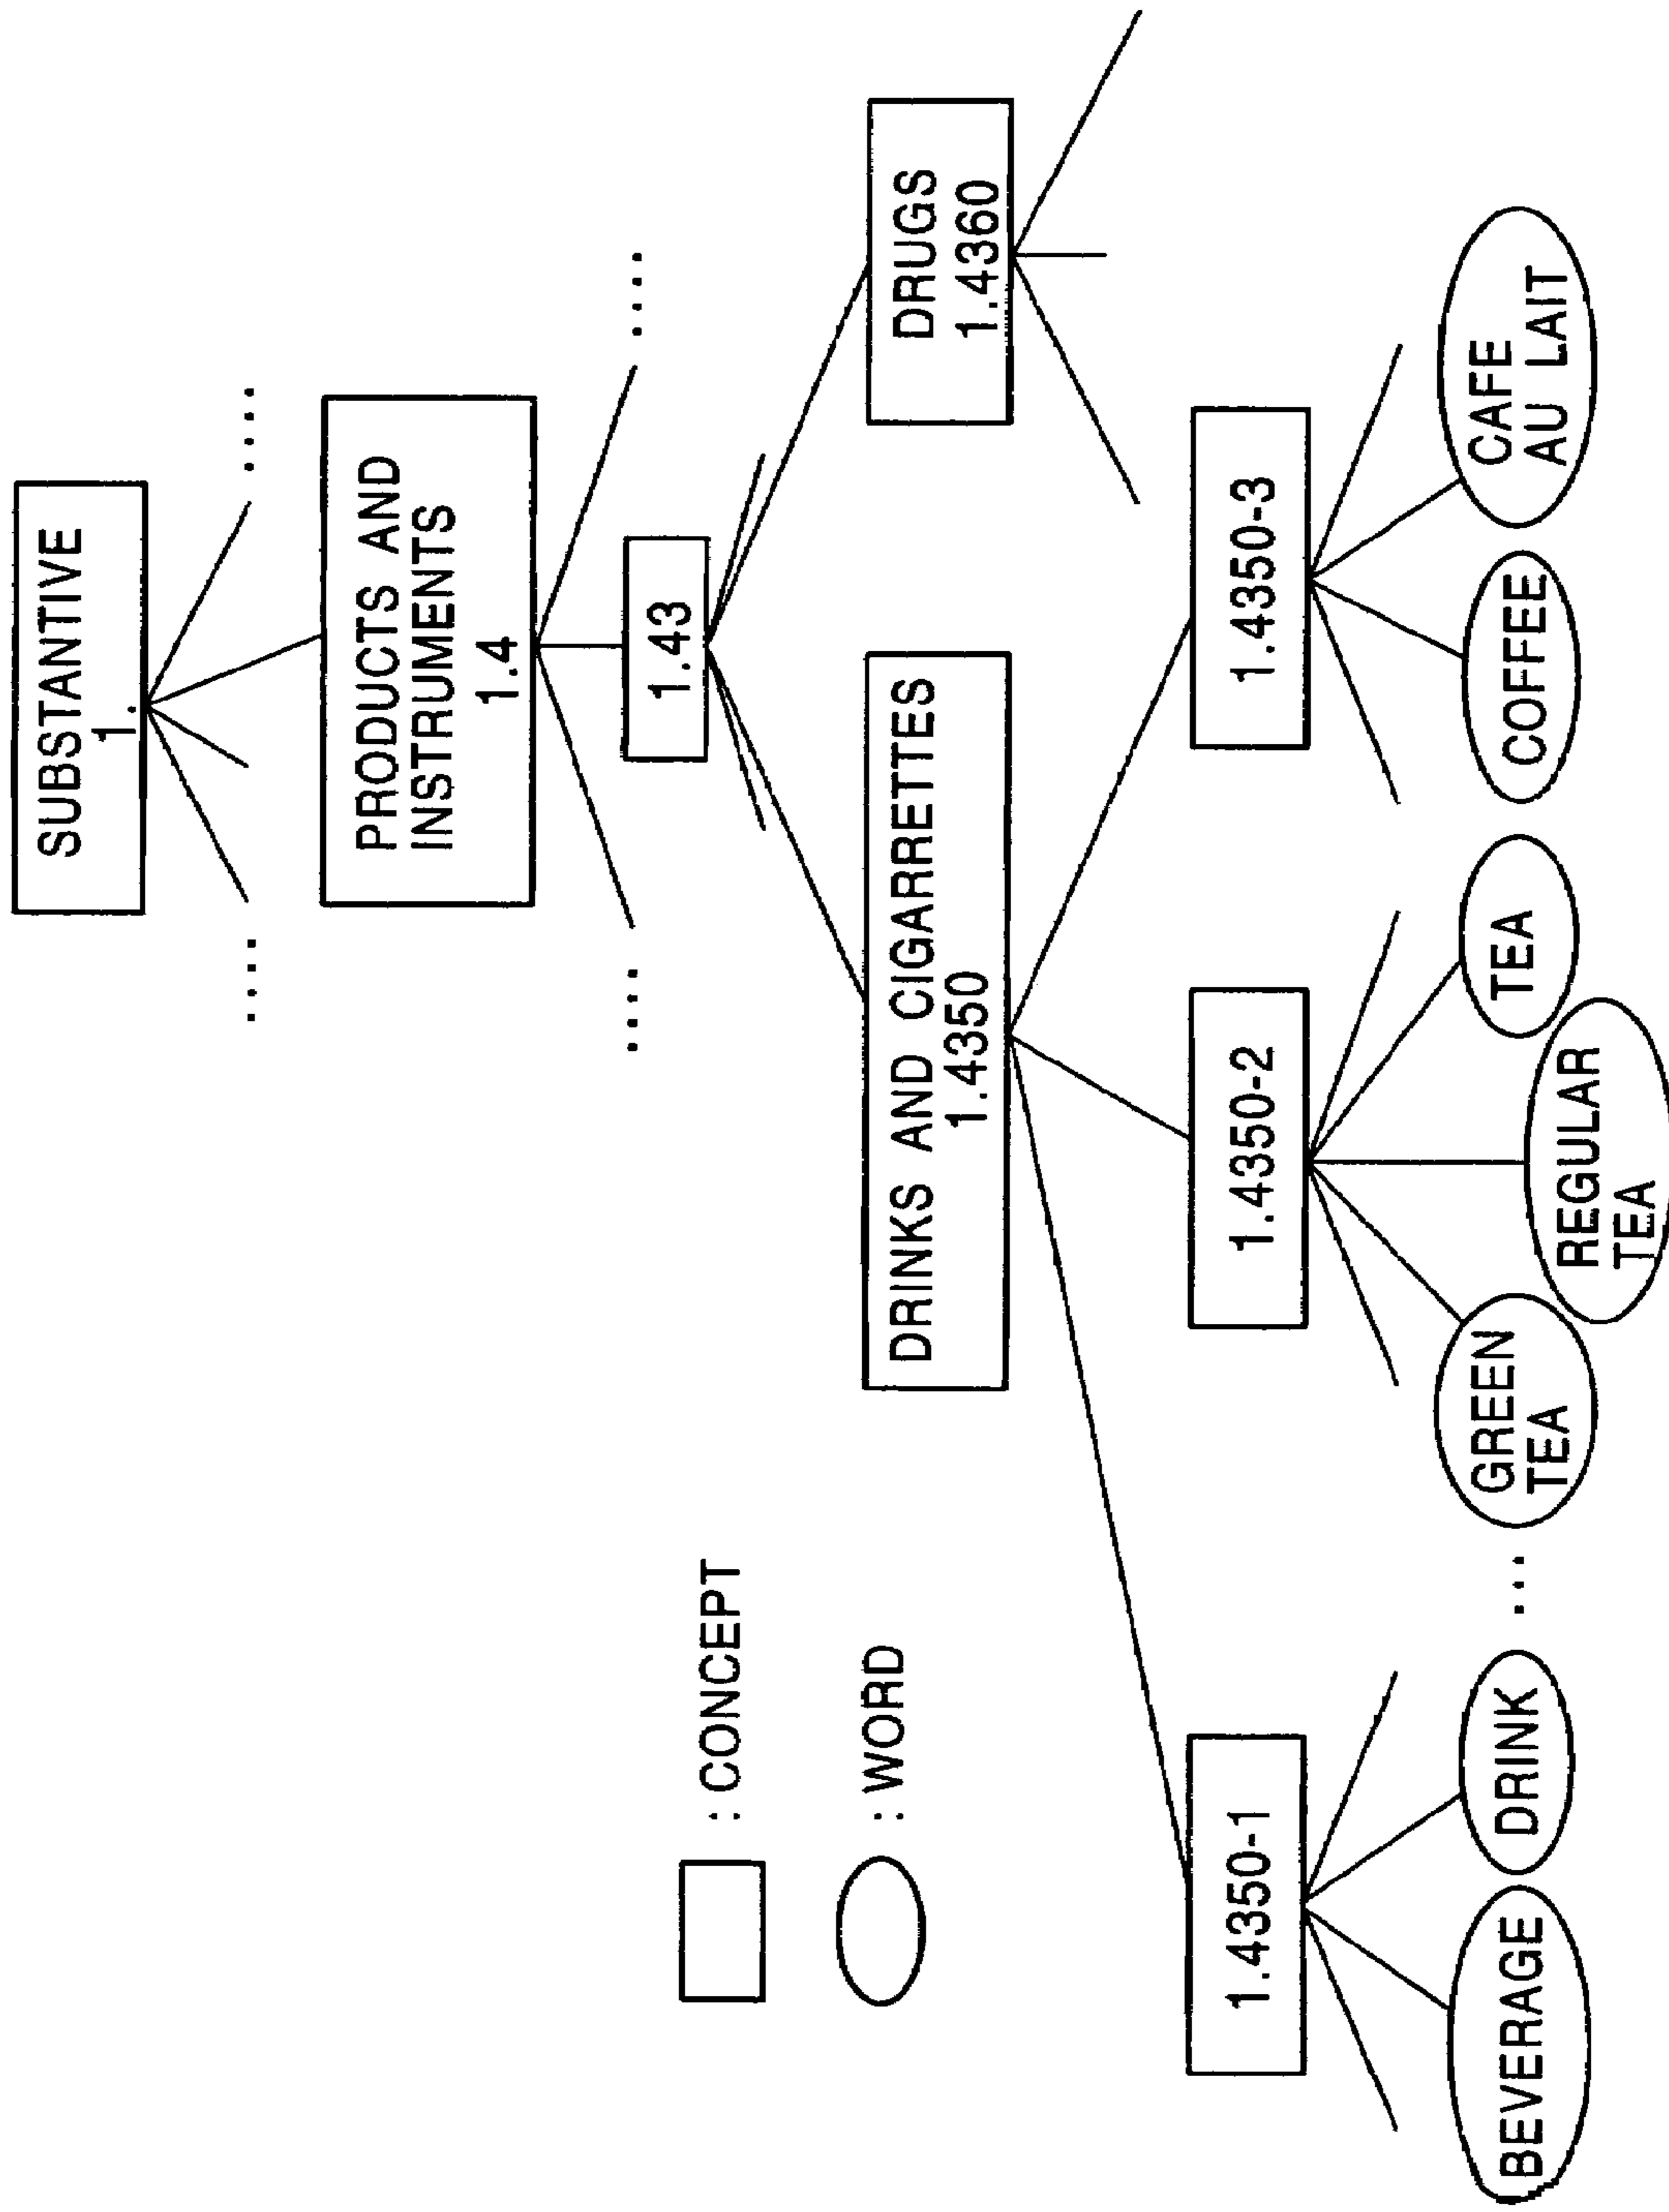 SUBSTANTIVE
1.
....
....
PRODUCTS AND
INSTRUMENTS
1.4
....
....
: CONCEPT
1.43
: WORD
DRINKS AND CIGARRETTES
1.4350
DRUGS
1.4360
1.4350-1
1.4350-2
1.4350-3
BEVERAGE
DRINK
...
GREEN
TEA
REGULAR
TEA
TEA
COFFEE
CAFE
AU LAIT